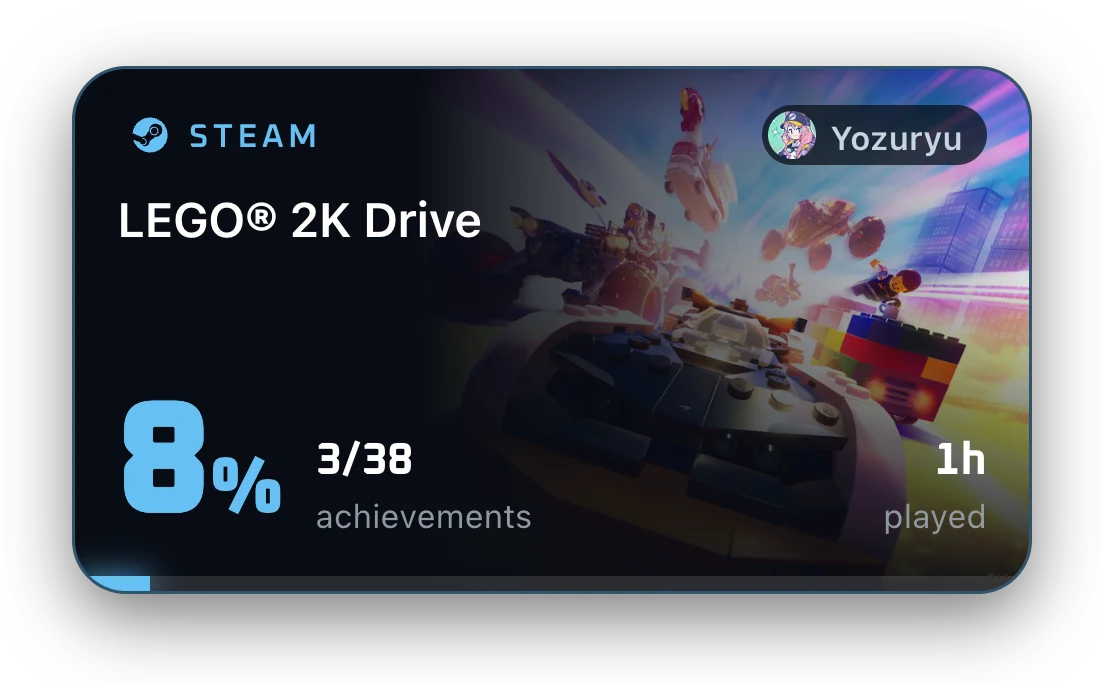 STEAM
Yozuryu
LEGO® 2K Drive
8%
3/38
achievements
1h
played